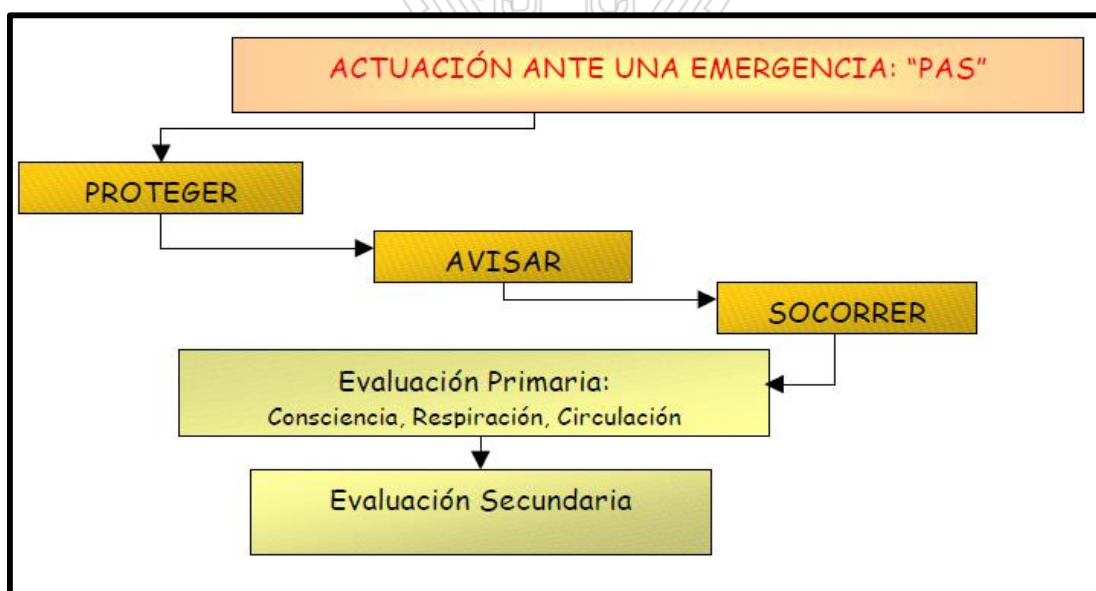 ACTUACIÓN ANTE UNA EMERGENCIA: “PAS”
PROTEGER
AVISAR
SOCORRER
Evaluación Primaria:
Consciencia, Respiración, Circulación
Evaluación Secundaria